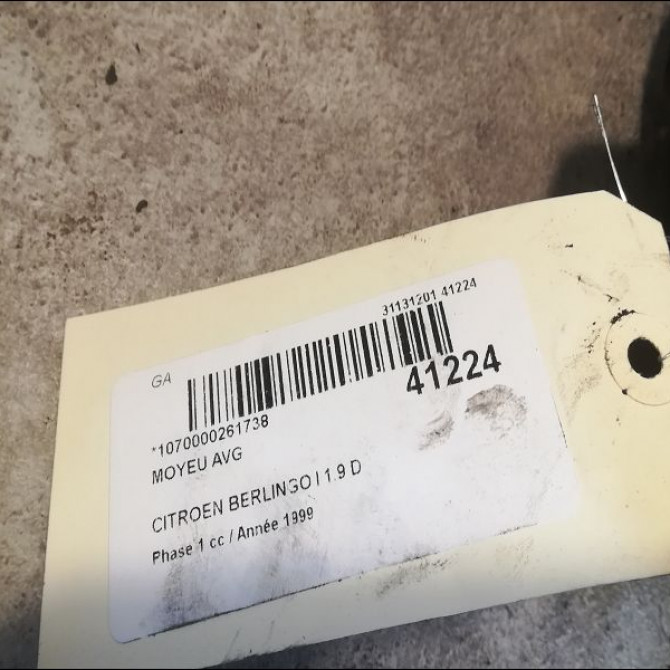 31131201 41224
GA
41224
*1070000261738
MOYEU AVG
CITROEN BERLINGO I 1.9 D
Phase 1 cc / Année 1999